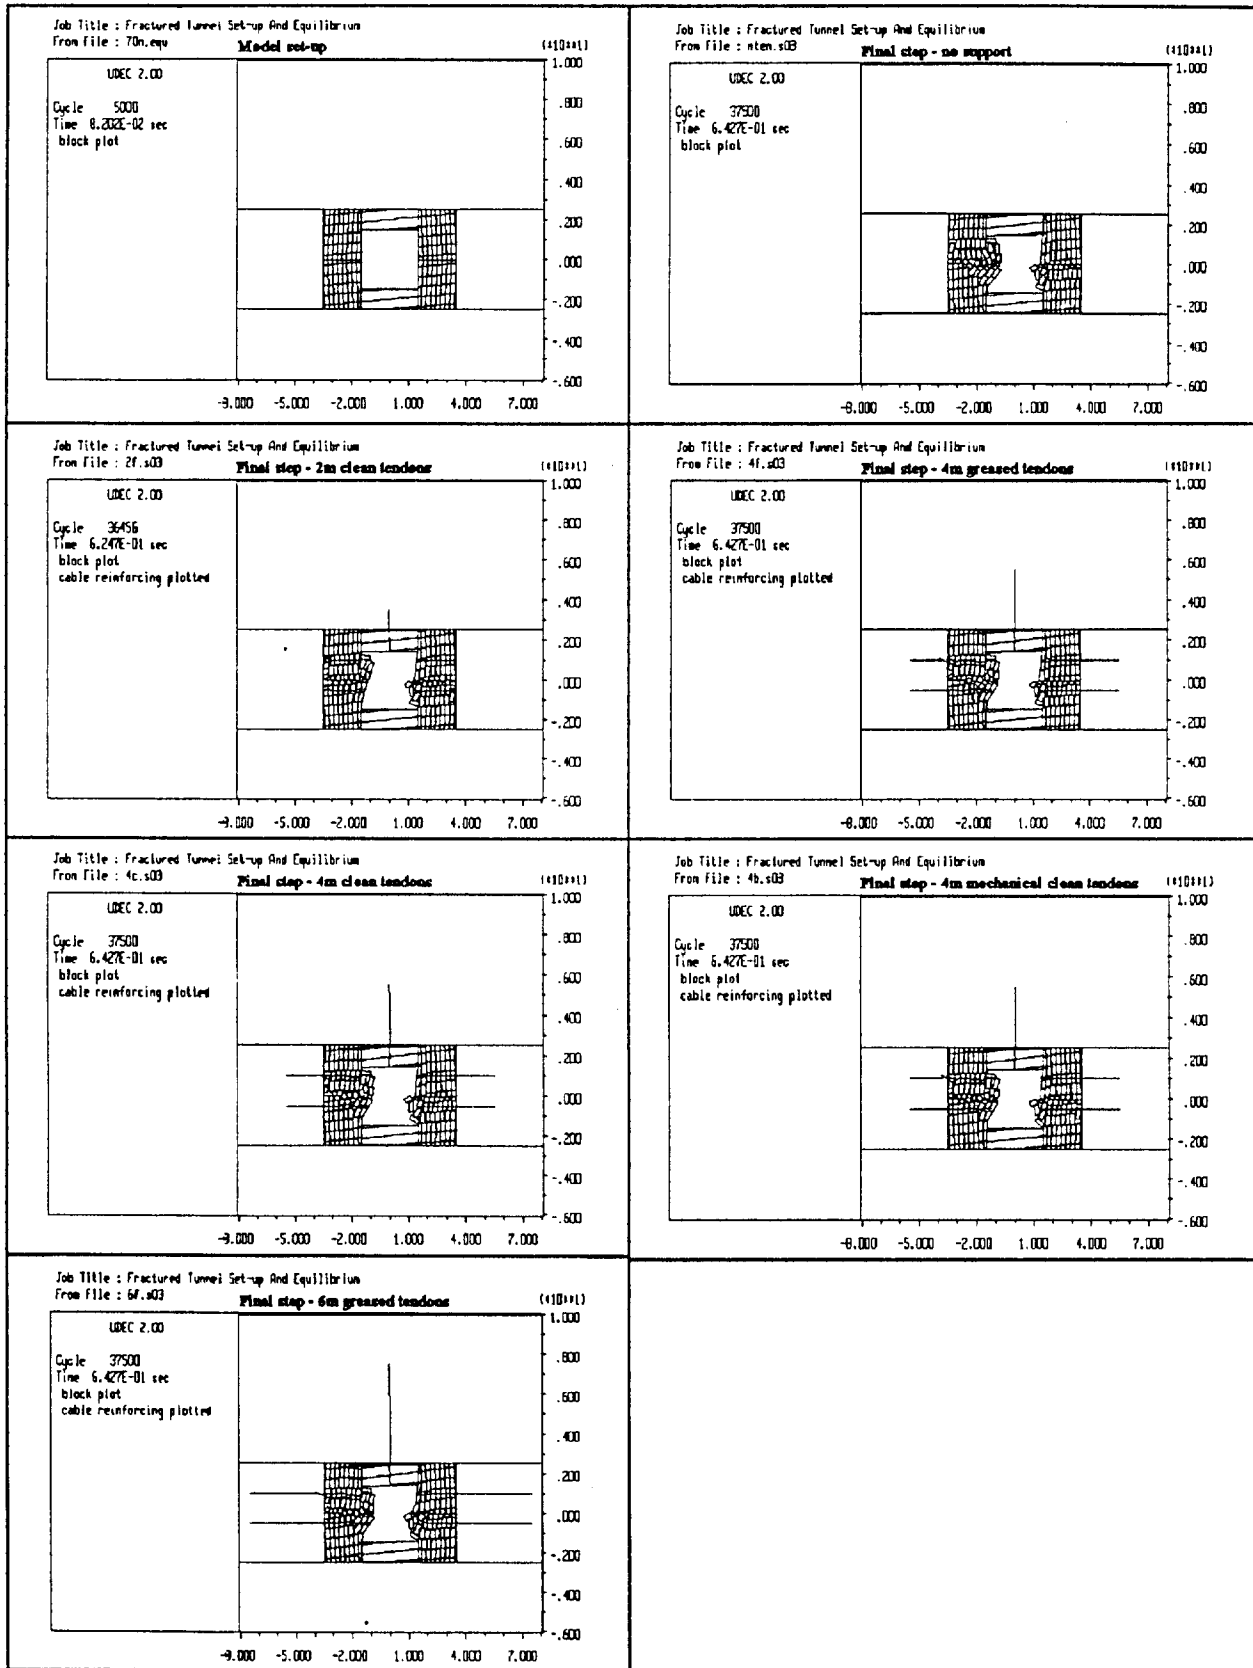 Job Title : Fractured Tunnel Set-up And Equilibrium
From File : 70n.equ
Model set-up
(*10**1)
UDEC 2.00
Cycle 5000
Time 8.202E-02 sec
block plot
1.000
.800
.600
.400
.200
.000
-.200
-.400
-.600
-5.000 -2.000 1.000 4.000 7.000
Job Title : Fractured Tunnel Set-up And Equilibrium
From File : nten.s03
Final step - no support
(*10**1)
UDEC 2.00
Cycle 37500
Time 6.427E-01 sec
block plot
1.000
.800
.600
.400
.200
.000
-.200
-.400
-.600
-8.000 -5.000 -2.000 1.000 4.000 7.000
Job Title : Fractured Tunnel Set-up And Equilibrium
From File : 2f.s03
Final step - 2m clean tendons
(*10**1)
UDEC 2.00
Cycle 36456
Time 6.247E-01 sec
block plot
cable reinforcing plotted
1.000
.800
.600
.400
.200
.000
-.200
-.400
-.600
-5.000 -2.000 1.000 4.000 7.000
Job Title : Fractured Tunnel Set-up And Equilibrium
From File : 4f.s03
Final step - 4m greased tendons
(*10**1)
UDEC 2.00
Cycle 37500
Time 6.427E-01 sec
block plot
cable reinforcing plotted
1.000
.800
.600
.400
.200
.000
-.200
-.400
-.600
-8.000 -5.000 -2.000 1.000 4.000 7.000
Job Title : Fractured Tunnel Set-up And Equilibrium
From File : 4c.s03
Final step - 4m clean tendons
(*10**1)
UDEC 2.00
Cycle 37500
Time 6.427E-01 sec
block plot
cable reinforcing plotted
1.000
.800
.600
.400
.200
.000
-.200
-.400
-.600
-5.000 -2.000 1.000 4.000 7.000
Job Title : Fractured Tunnel Set-up And Equilibrium
From File : 4b.s03
Final step - 4m mechanical clean tendons
(*10**1)
UDEC 2.00
Cycle 37500
Time 6.427E-01 sec
block plot
cable reinforcing plotted
1.000
.800
.600
.400
.200
.000
-.200
-.400
-.600
-8.000 -5.000 -2.000 1.000 4.000 7.000
Job Title : Fractured Tunnel Set-up And Equilibrium
From File : 6f.s03
Final step - 6m greased tendons
(*10**1)
UDEC 2.00
Cycle 37500
Time 6.427E-01 sec
block plot
cable reinforcing plotted
1.000
.800
.600
.400
.200
.000
-.200
-.400
-.600
-5.000 -2.000 1.000 4.000 7.000